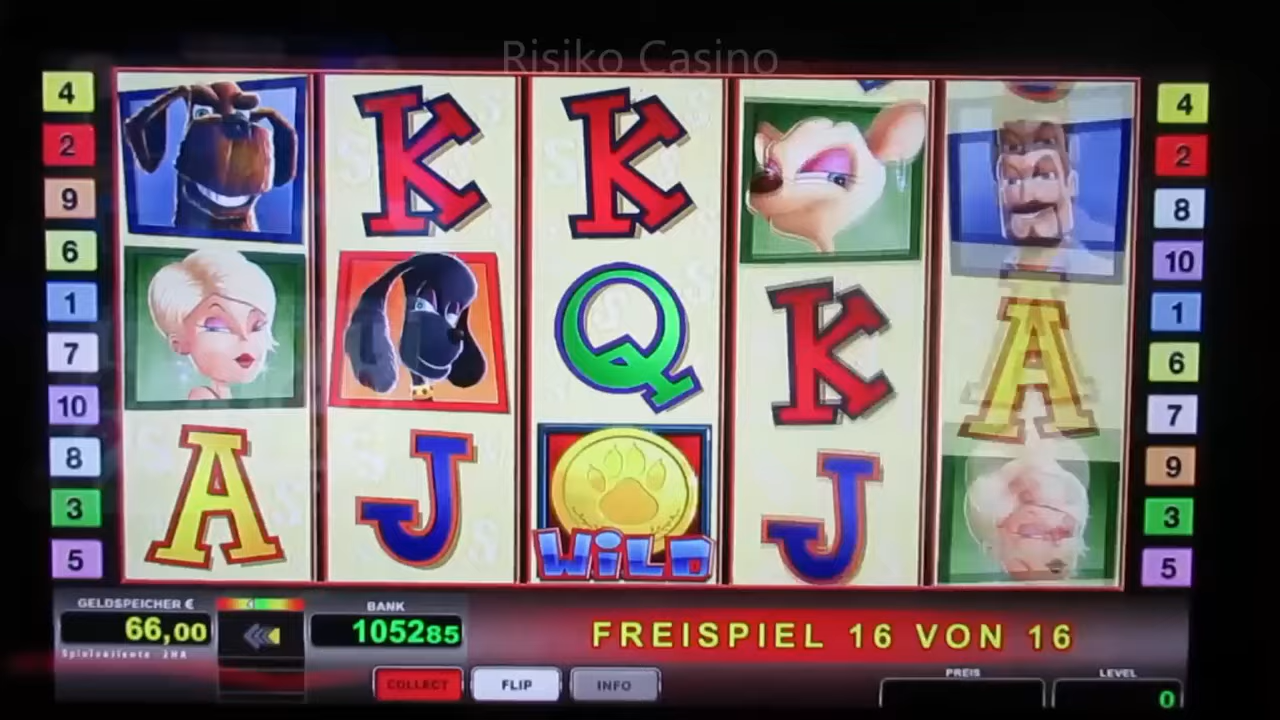 Risiko Casino
4 K K 4
2 2
9 8
6 10
1 Q K A 1
7 6
10 7
8 A J J 9
3 3
5 WILD 5
GELDSPEICHER € BANK
66,00 105285 FREISPIEL 16 VON 16
PREIS LEVEL
COLLECT FLIP INFO 0